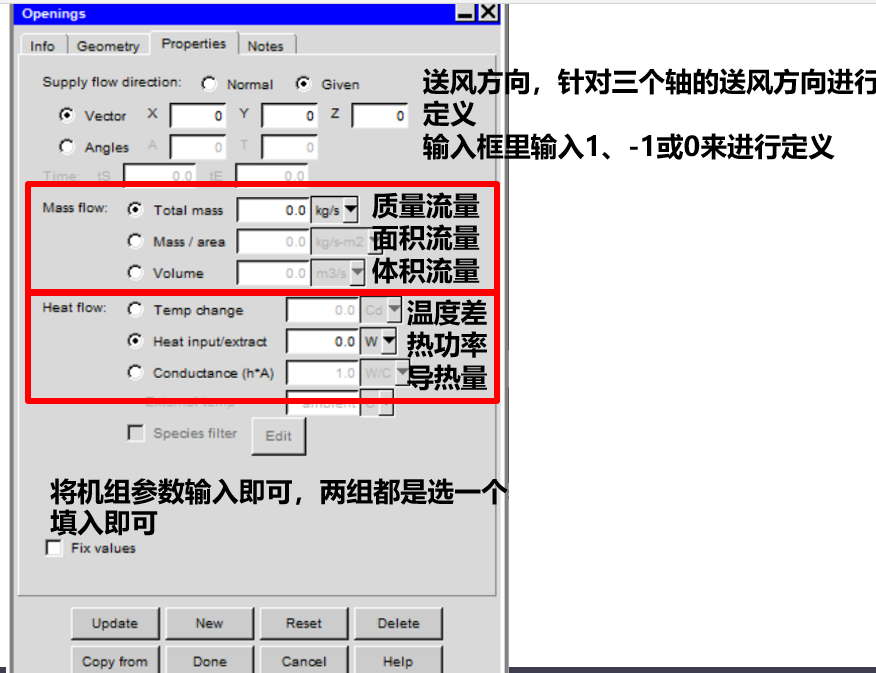 Openings
Info Geometry Properties Notes
Supply flow direction: Normal Given
送风方向，针对三个轴的送风方向进行
Vector X 0 Y 0 Z 0
定义
Angles A 0 T 0
输入框里输入1、-1或0来进行定义
Time: tS 0.0 tE 0.0
Mass flow: Total mass 0.0 kg/s 质量流量
Mass / area 0.0 kg/s-m2 面积流量
Volume 0.0 m3/s 体积流量
Heat flow: Temp change 0.0 Cd 温度差
Heat input/extract 0.0 W 热功率
Conductance (h*A) 1.0 W/C 导热量
External temp ambient C
Species filter Edit
将机组参数输入即可，两组都是选一个
填入即可
Fix values
Update New Reset Delete
Copy from Done Cancel Help